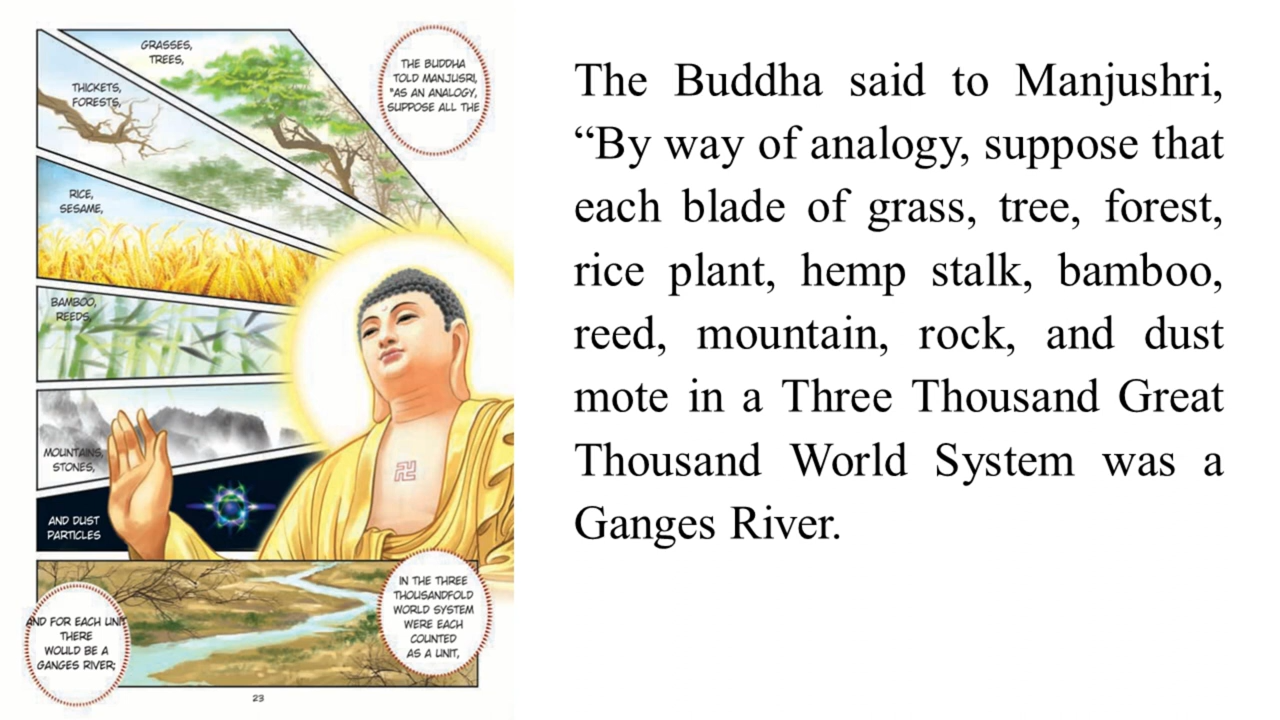 THE BUDDHA
TOLD MANJUSRI,
"AS AN ANALOGY,
SUPPOSE ALL THE
GRASSES,
TREES,
THICKETS,
FORESTS,
RICE,
SESAME,
BAMBOO,
REEDS,
MOUNTAINS,
STONES,
AND DUST
PARTICLES
IN THE THREE
THOUSANDFOLD
WORLD SYSTEM
WERE EACH
COUNTED
AS A UNIT,
AND FOR EACH UNIT
THERE
WOULD BE A
GANGES RIVER;
23
The Buddha said to Manjushri,
“By way of analogy, suppose that
each blade of grass, tree, forest,
rice plant, hemp stalk, bamboo,
reed, mountain, rock, and dust
mote in a Three Thousand Great
Thousand World System was a
Ganges River.